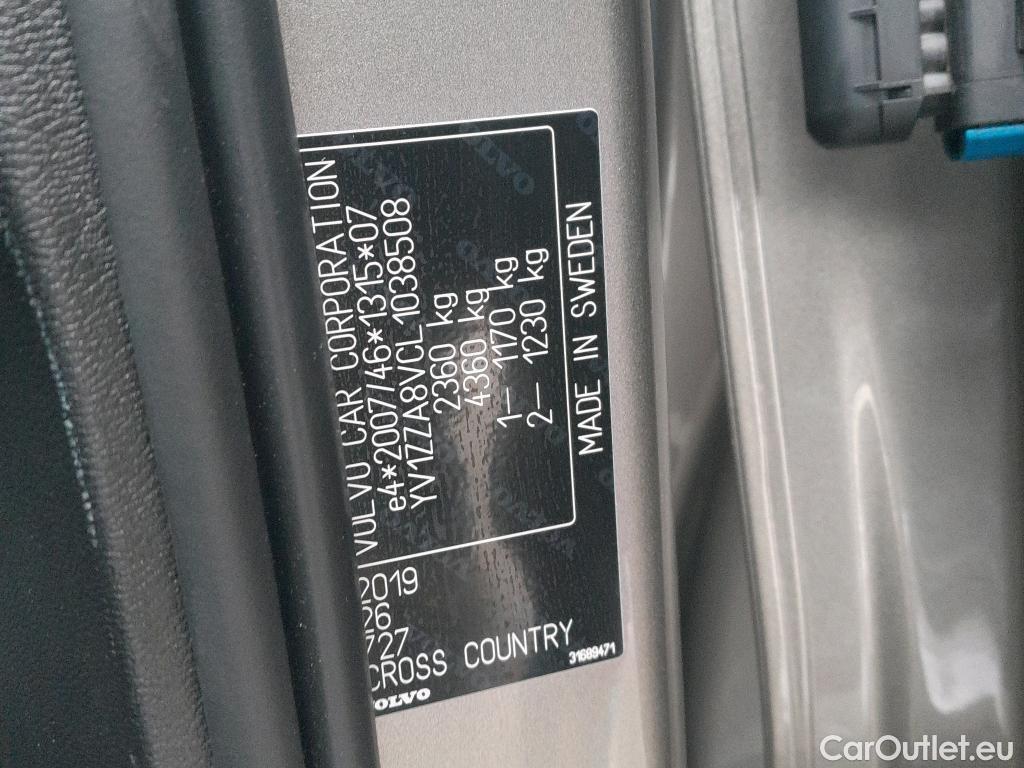 VOLVO CAR CORPORATION
e4*2007/46*1315*07
YV1ZZA8VCL1038508
2360 kg
4360 kg
1— 1170 kg
2— 1230 kg
MADE IN SWEDEN
2019
727
CROSS COUNTRY
VOLVO
31689471
CarOutlet.eu